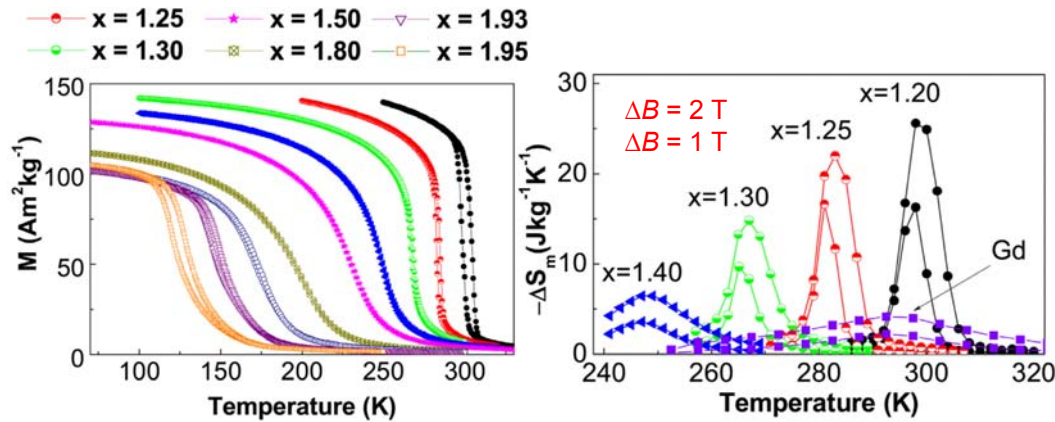 x = 1.25 x = 1.50 x = 1.93
x = 1.30 x = 1.80 x = 1.95
150
100
50
0
M (Am²kg⁻¹)
100 150 200 250 300
Temperature (K)
30
20
10
0
−ΔSₘ(Jkg⁻¹K⁻¹)
ΔB = 2 T
ΔB = 1 T
x=1.20
x=1.25
x=1.30
x=1.40
Gd
240 260 280 300 320
Temperature (K)